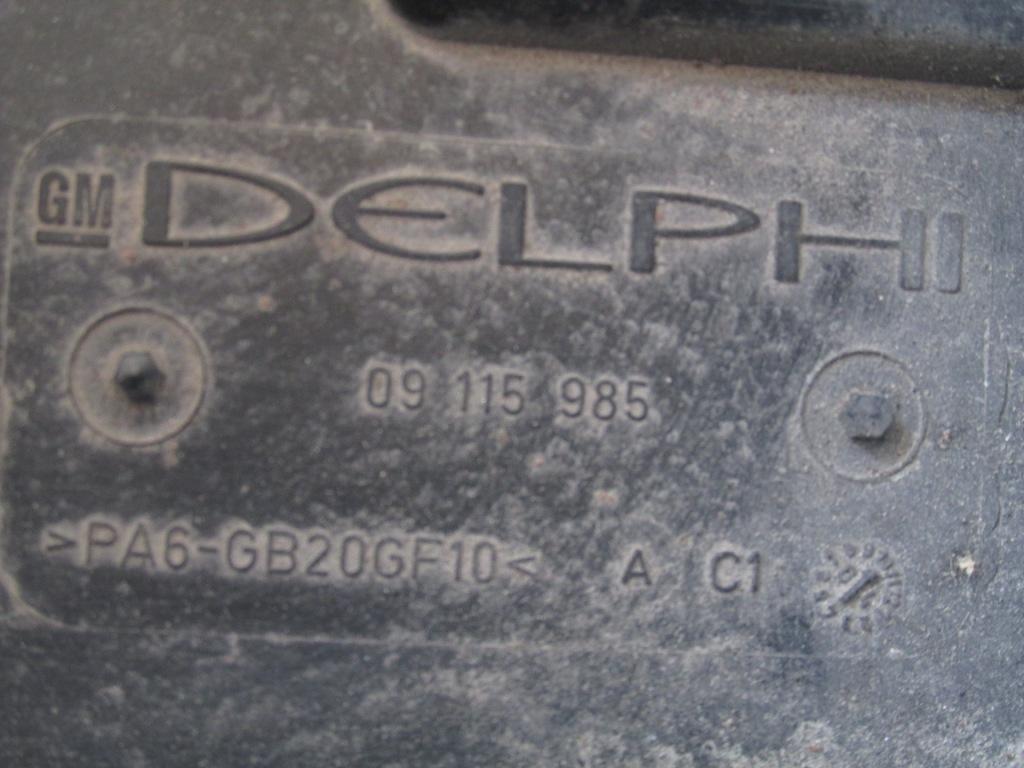 GM DELPHI
09 115 985
>PA6-GB20GF10< A C1